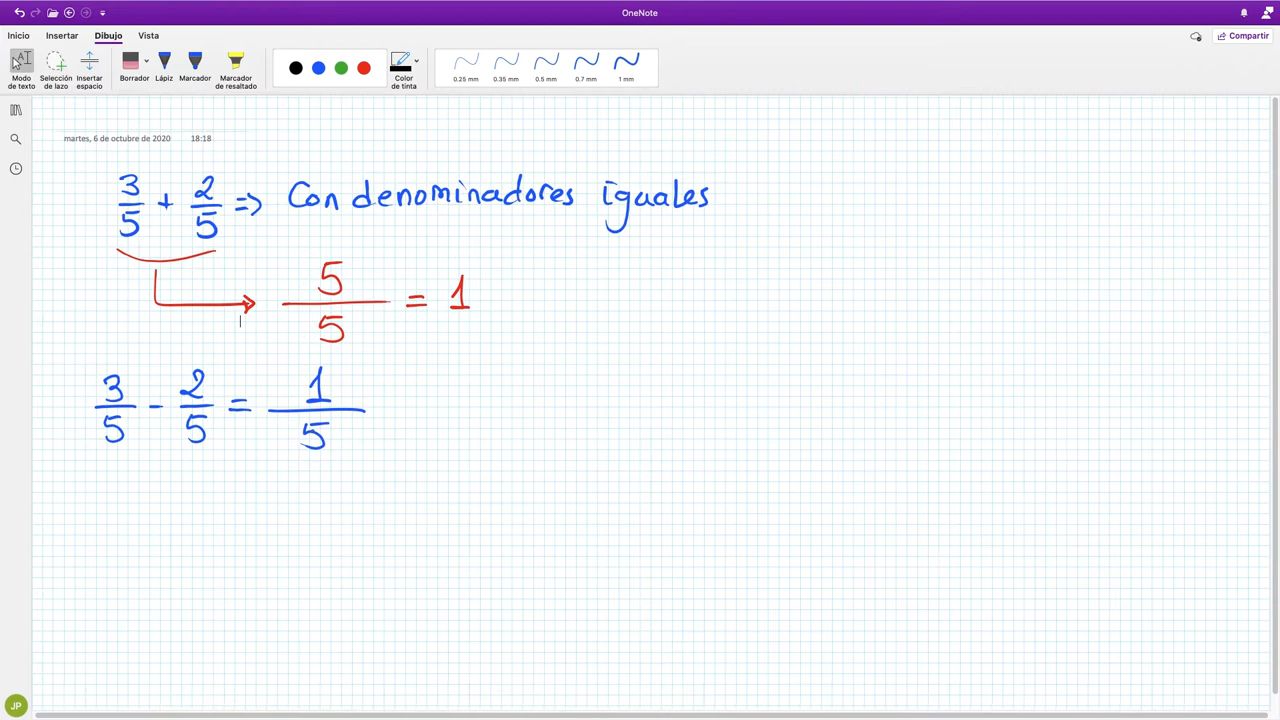 OneNote
Inicio Insertar Dibujo Vista
Compartir
Modo de texto Selección de lazo Insertar espacio Borrador Lápiz Marcador Marcador de resaltado Color de tinta 0.25 mm 0.35 mm 0.5 mm 0.7 mm 1 mm
martes, 6 de octubre de 2020 18:18
3/5 + 2/5 => Con denominadores iguales
5/5 = 1
3/5 - 2/5 = 1/5
JP